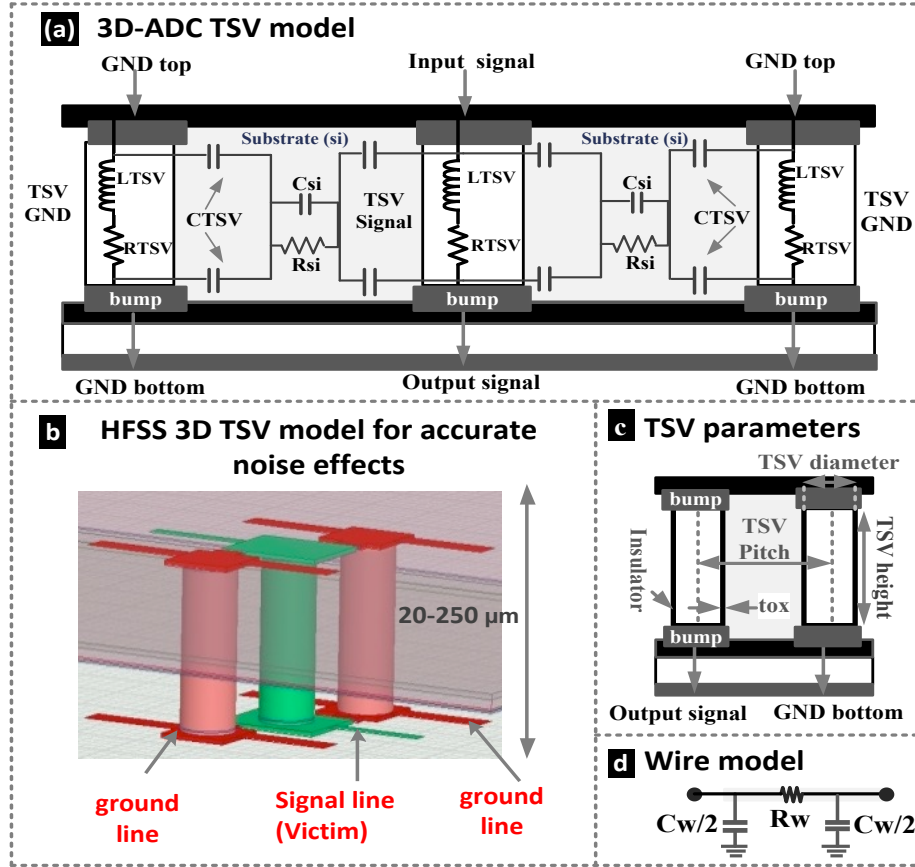 (a) 3D-ADC TSV model
GND top
Input signal
GND top
Substrate (si)
Substrate (si)
TSV
GND
LTSV
RTSV
CTSV
Csi
Rsi
TSV
Signal
LTSV
RTSV
Csi
Rsi
CTSV
LTSV
RTSV
TSV
GND
bump
bump
bump
GND bottom
Output signal
GND bottom
b HFSS 3D TSV model for accurate
noise effects
20-250 μm
ground
line
Signal line
(Victim)
ground
line
c TSV parameters
TSV diameter
bump
Insulator
TSV
Pitch
TSV height
tox
bump
Output signal
GND bottom
d Wire model
Cw/2
Rw
Cw/2